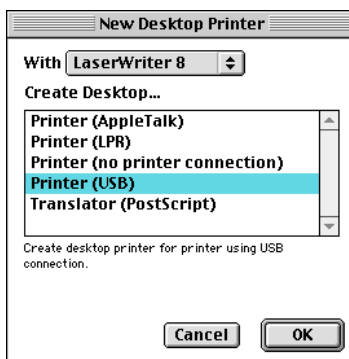 New Desktop Printer
With LaserWriter 8
Create Desktop...
Printer (AppleTalk)
Printer (LPR)
Printer (no printer connection)
Printer (USB)
Translator (PostScript)
Create desktop printer for printer using USB
connection.
Cancel OK